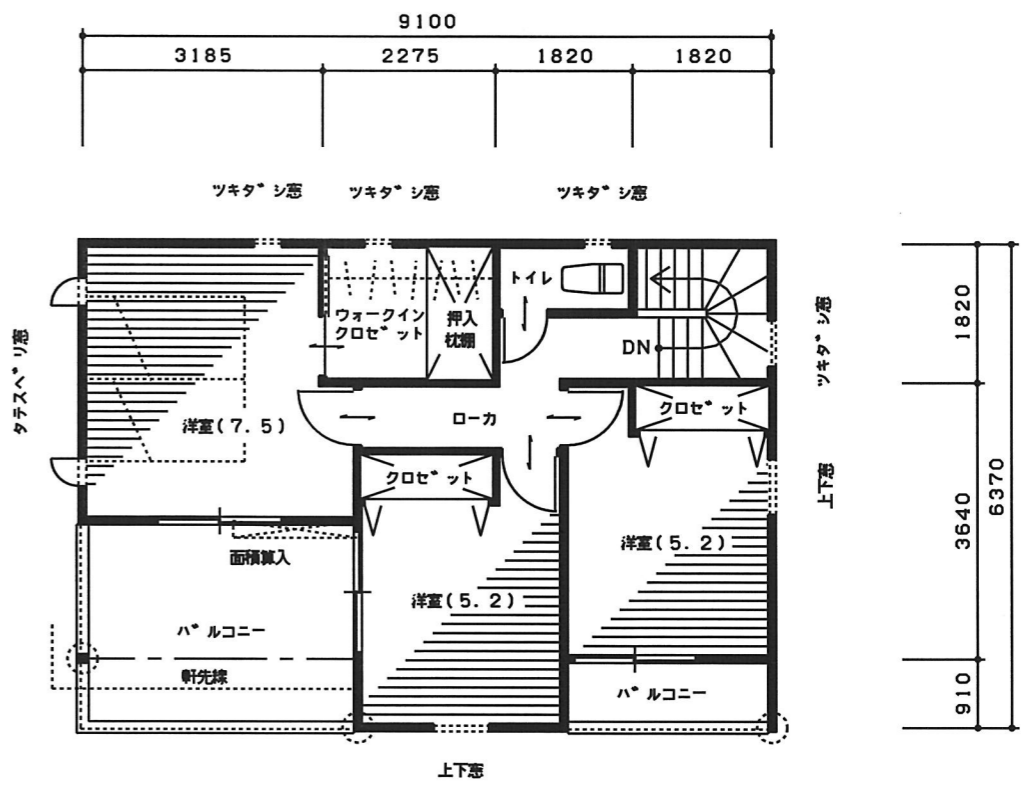 9100
3185 2275 1820 1820
ツキダシ窓 ツキダシ窓 ツキダシ窓
トイレ
ウォークイン
クロゼット
押入
枕棚
DN
ツキダシ窓
1820
タテスベリ窓
クロゼット
洋室(7.5)
ローカ
クロゼット
上下窓
3640
6370
洋室(5.2)
面積算入
洋室(5.2)
バルコニー
軒先線
バルコニー
910
上下窓